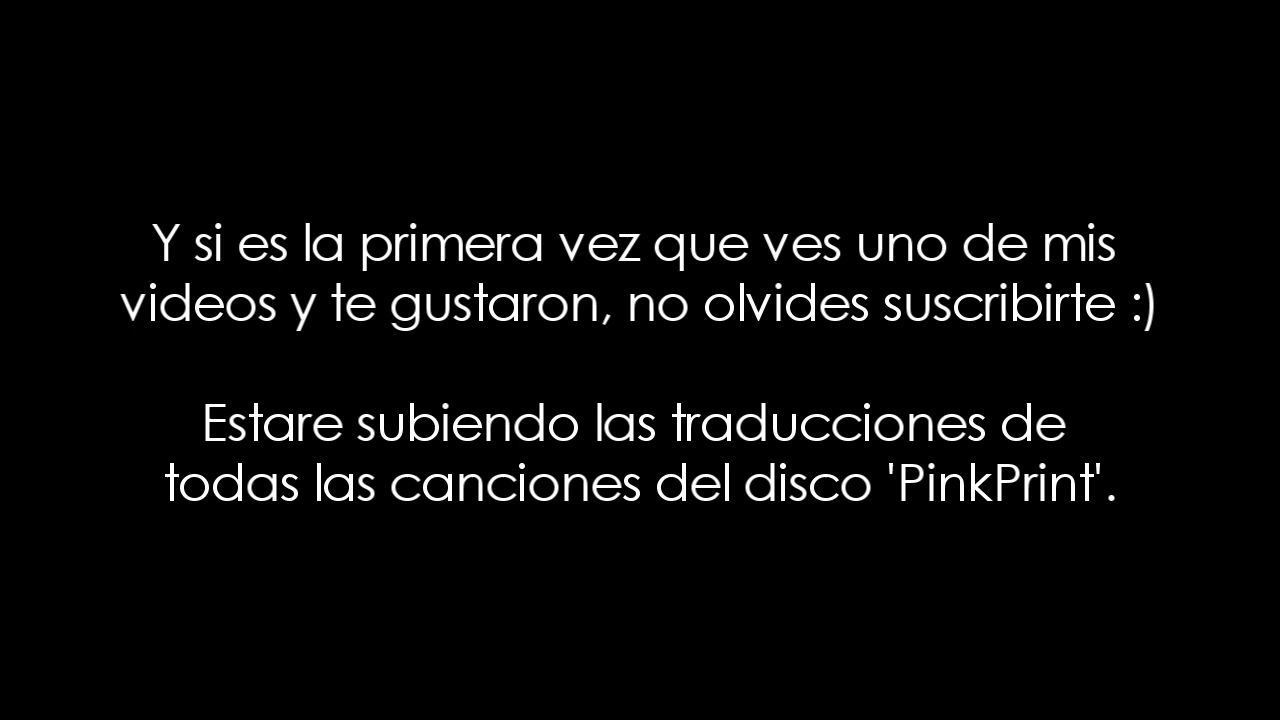 Y si es la primera vez que ves uno de mis
videos y te gustaron, no olvides suscribirte :)
Estare subiendo las traducciones de
todas las canciones del disco 'PinkPrint'.